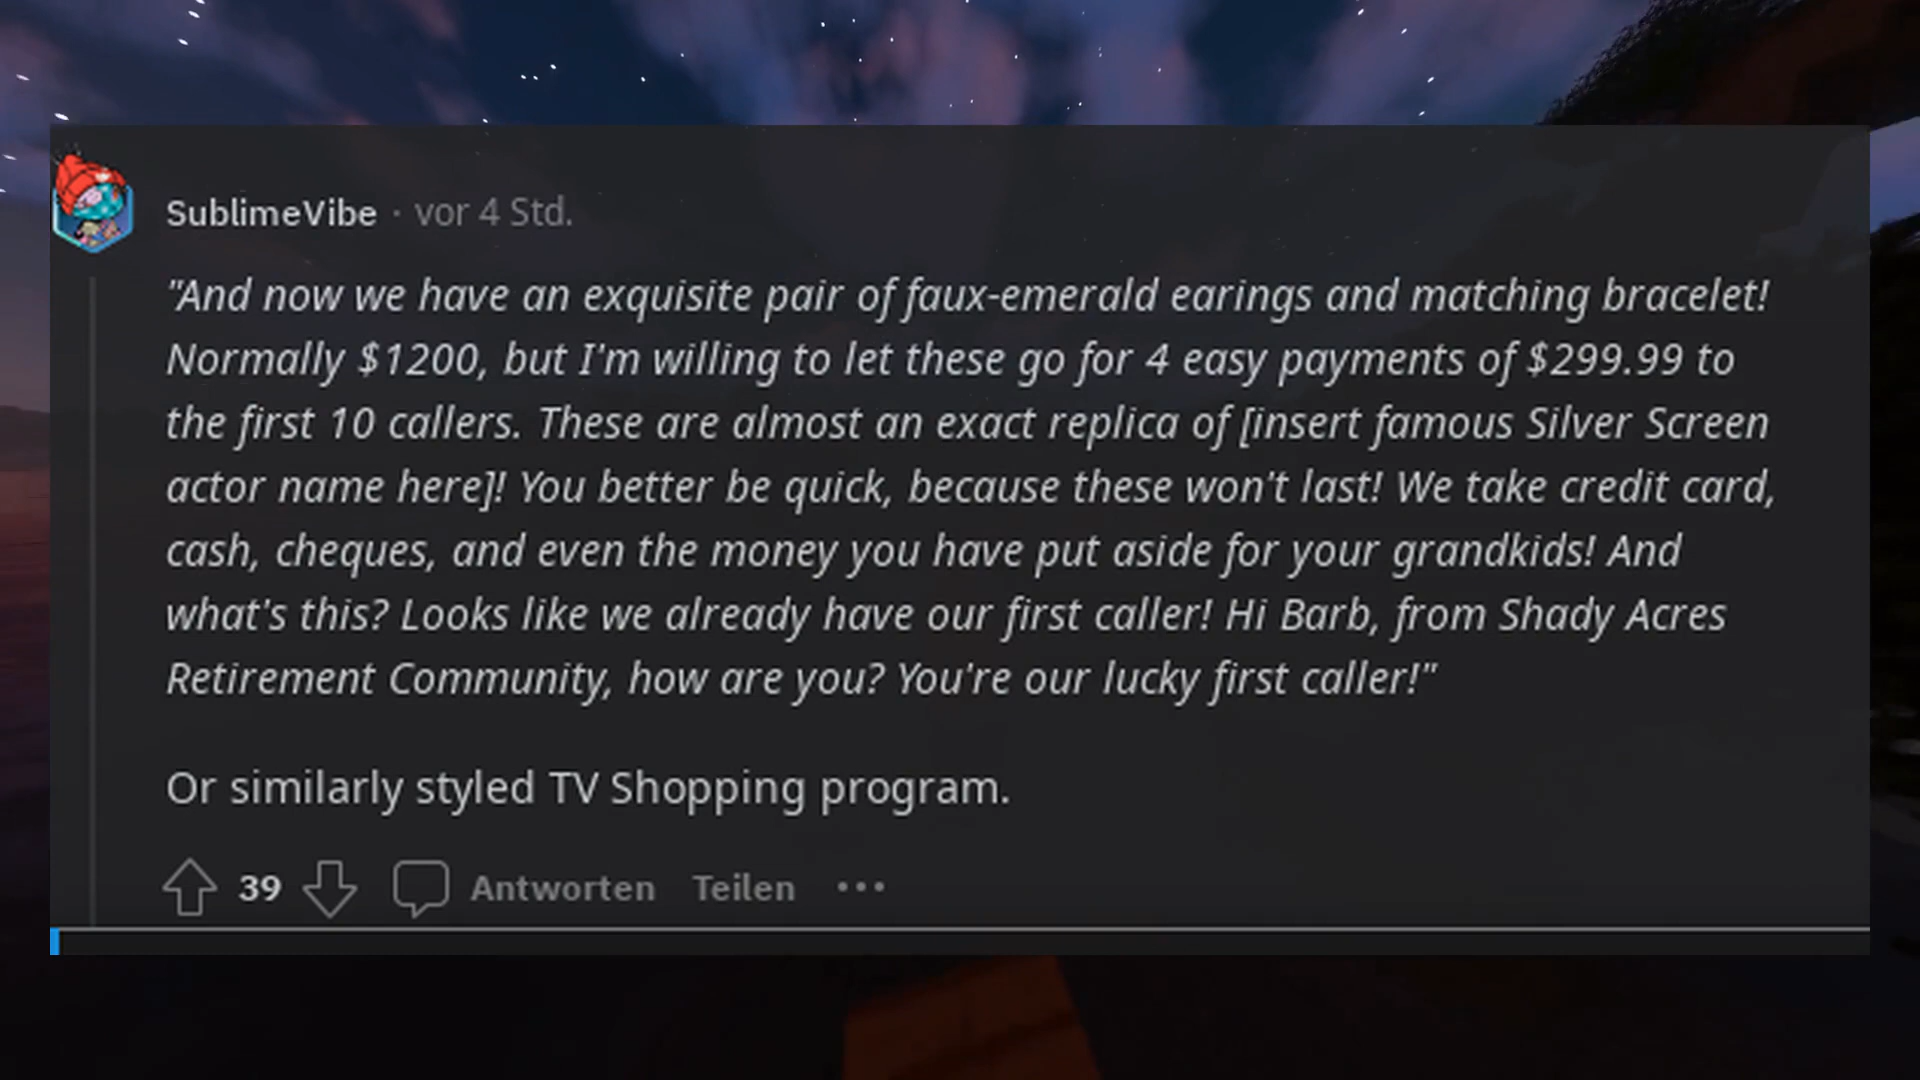 SublimeVibe · vor 4 Std.
"And now we have an exquisite pair of faux-emerald earings and matching bracelet!
Normally $1200, but I'm willing to let these go for 4 easy payments of $299.99 to
the first 10 callers. These are almost an exact replica of [insert famous Silver Screen
actor name here]! You better be quick, because these won't last! We take credit card,
cash, cheques, and even the money you have put aside for your grandkids! And
what's this? Looks like we already have our first caller! Hi Barb, from Shady Acres
Retirement Community, how are you? You're our lucky first caller!"
Or similarly styled TV Shopping program.
39 Antworten Teilen ···